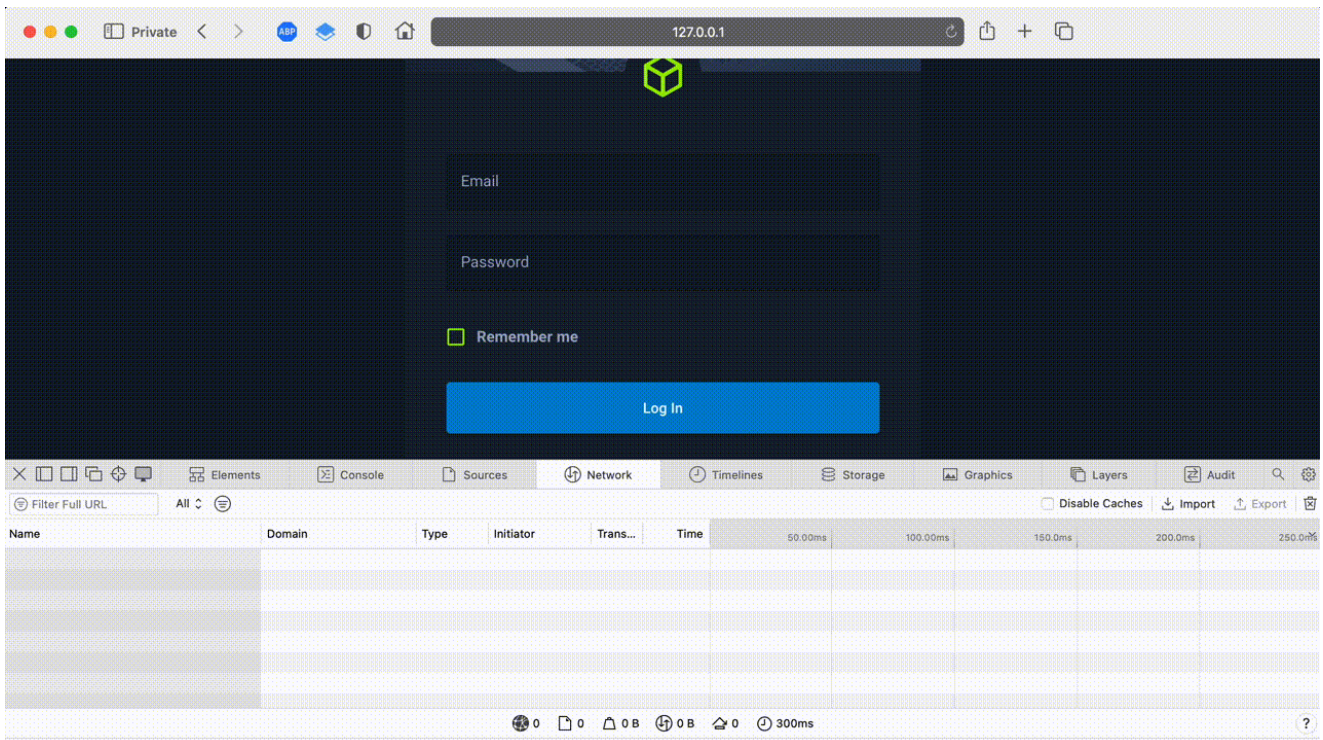 Private ABP 127.0.0.1
Email
Password
Remember me
Log In
Elements Console Sources Network Timelines Storage Graphics Layers Audit
Filter Full URL All Disable Caches Import Export
Name Domain Type Initiator Trans... Time 50.00ms 100.00ms 150.0ms 200.0ms 250.0ms
0 0 0 B 0 B 0 300ms ?